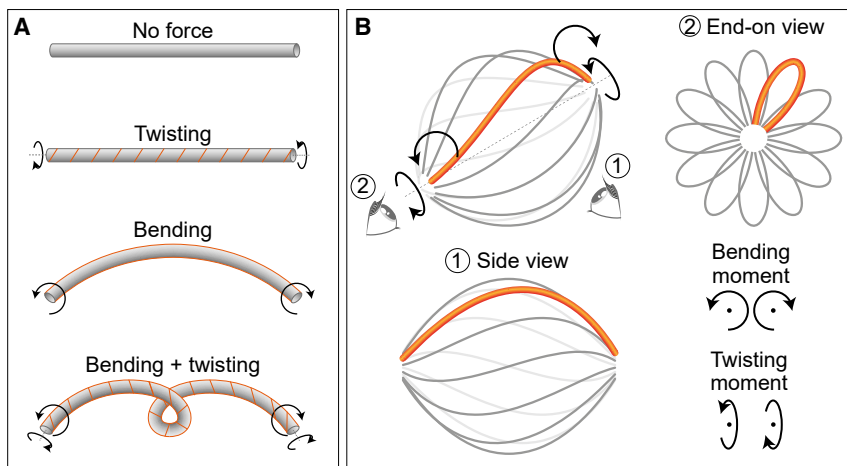 A
No force
Twisting
Bending
Bending + twisting
B
② End-on view
①
②
① Side view
Bending
moment
Twisting
moment